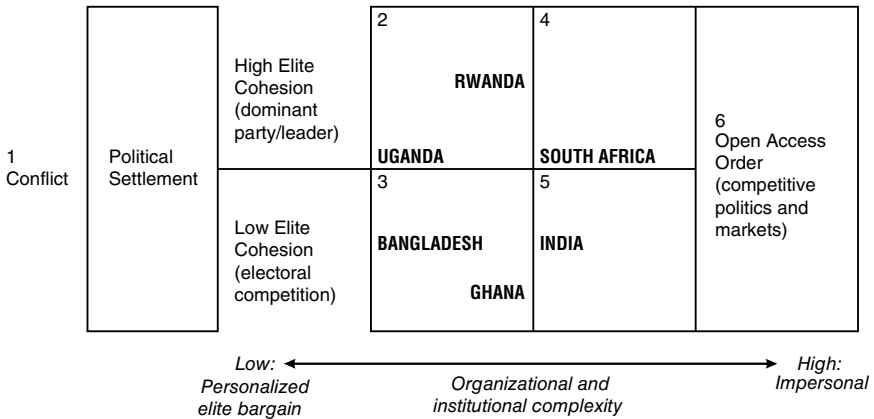 1
Conflict
Political
Settlement
High Elite
Cohesion
(dominant
party/leader)
Low Elite
Cohesion
(electoral
competition)
2
RWANDA
UGANDA
4
SOUTH AFRICA
3
BANGLADESH
GHANA
5
INDIA
6
Open Access
Order
(competitive
politics and
markets)
Low:
Personalized
elite bargain
Organizational and
institutional complexity
High:
Impersonal